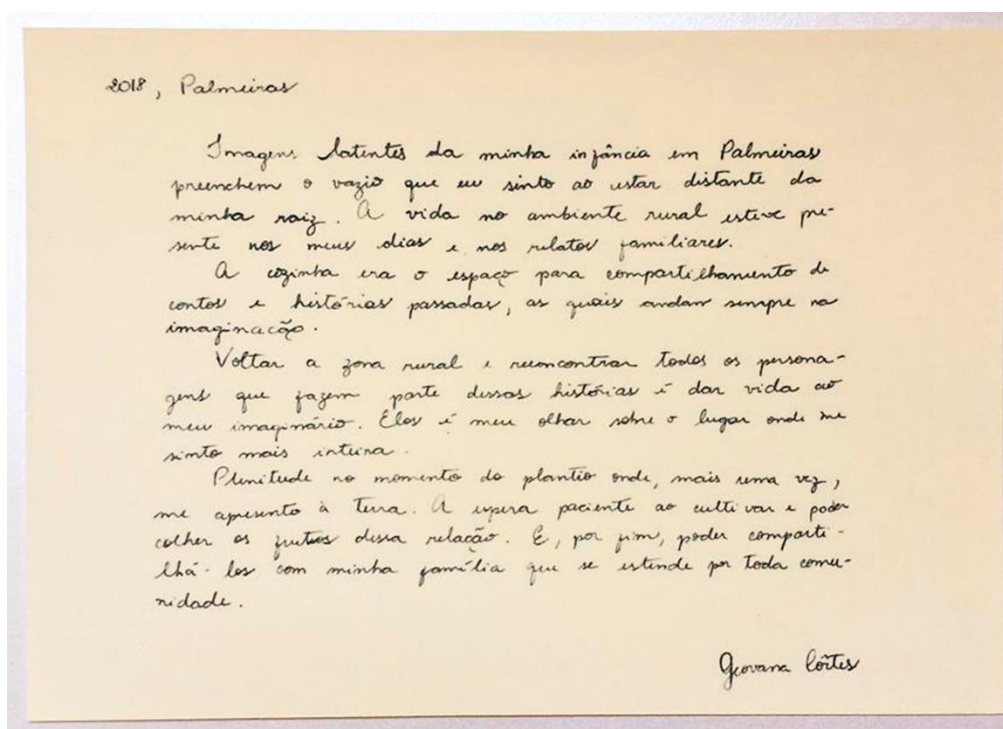 2018, Palmeiras
Imagens latentes da minha infância em Palmeiras
preenchem o vazio que eu sinto ao estar distante da
minha raiz. A vida no ambiente rural esteve pre-
sente nos meus dias e nos relatos familiares.
A cozinha era o espaço para compartilhamento de
contos e histórias passadas, as quais andam sempre na
imaginação.
Voltar a zona rural e reencontrar todos os persona-
gens que fazem parte dessas histórias é dar vida ao
meu imaginário. Elos é meu olhar sobre o lugar onde me
sinto mais inteira.
Plenitude no momento do plantio onde, mais uma vez,
me apresento à terra. A espera paciente ao cultivar e poder
colher os frutos dessa relação. E, por fim, poder comparti-
lhá-los com minha família que se estende por toda comu-
nidade.
Geovana Côrtes